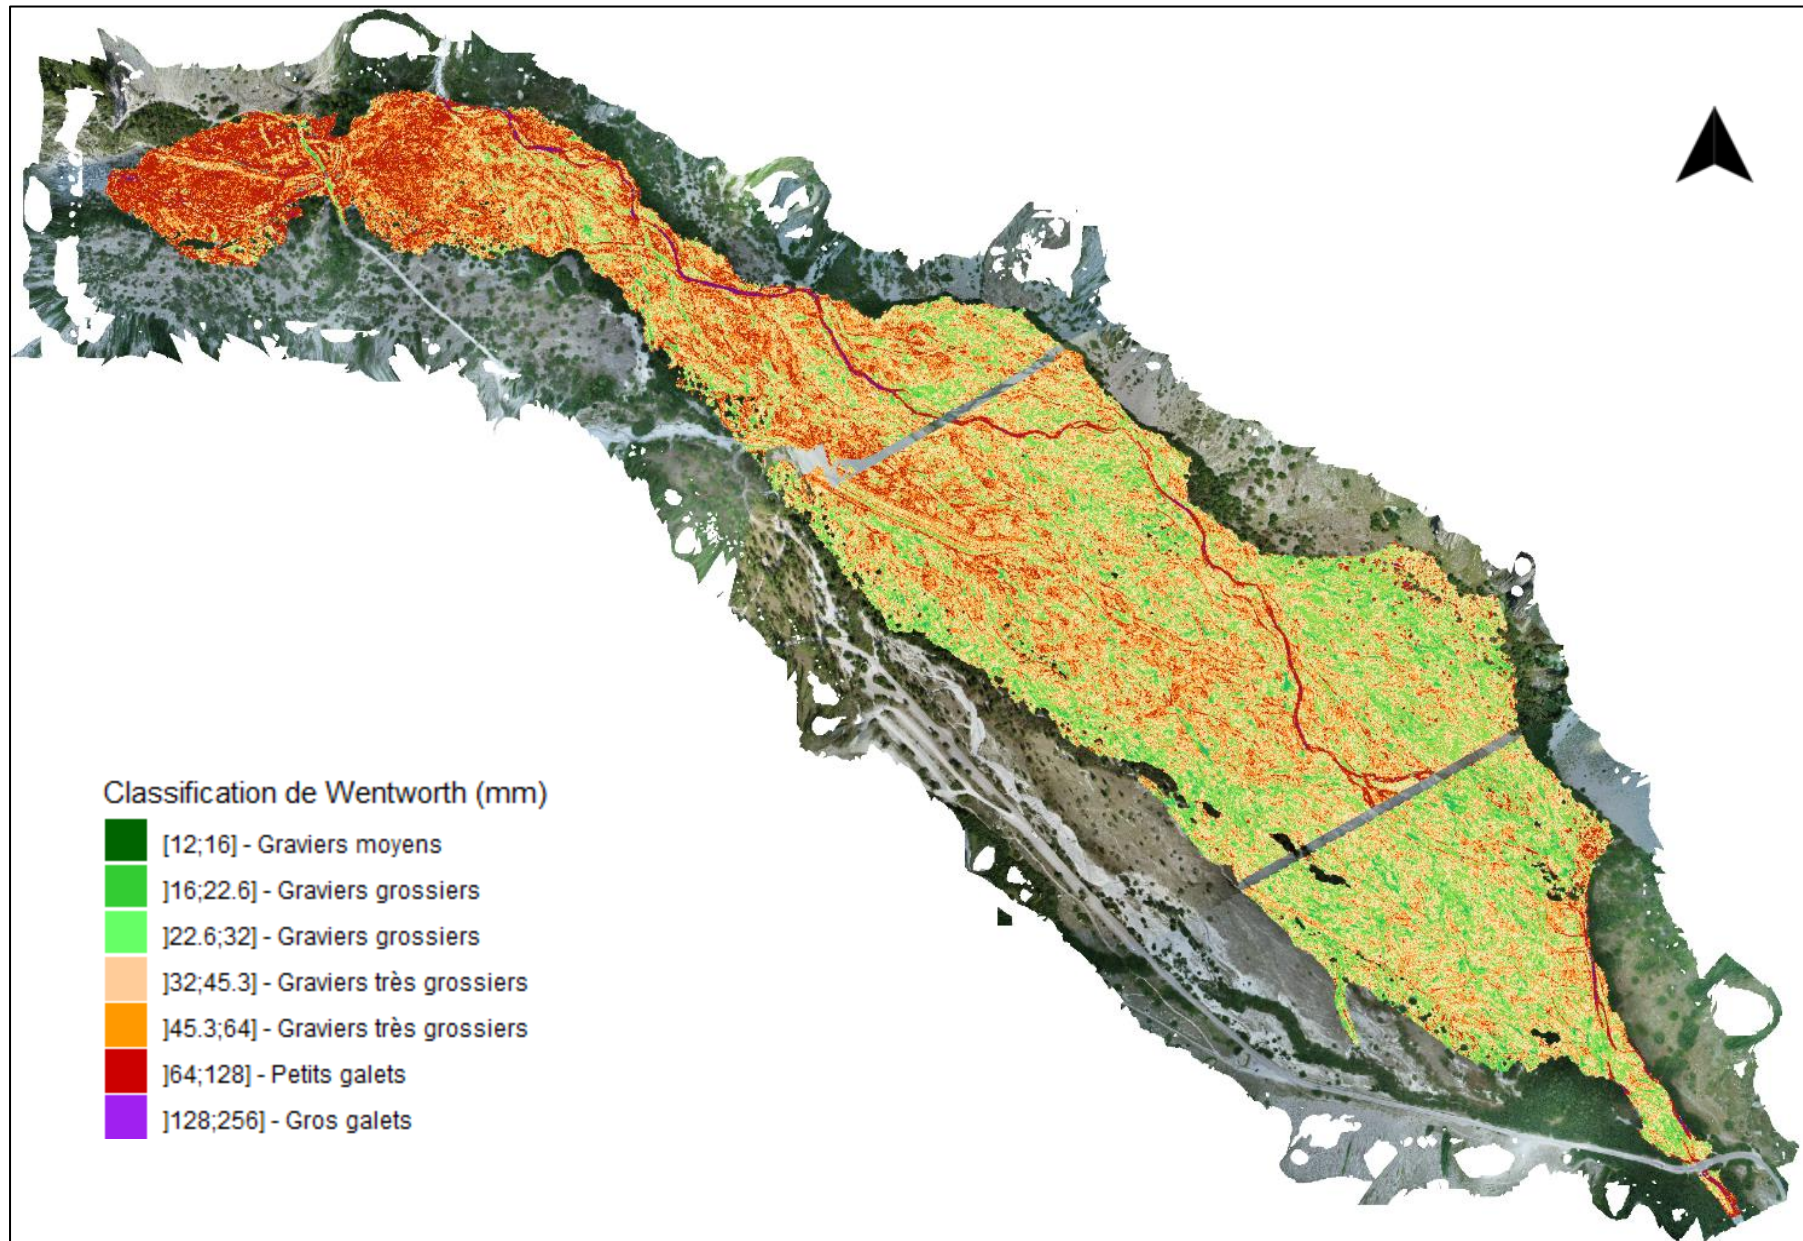 Classification de Wentworth (mm)
[12;16] - Graviers moyens
]16;22.6] - Graviers grossiers
]22.6;32] - Graviers grossiers
]32;45.3] - Graviers très grossiers
]45.3;64] - Graviers très grossiers
]64;128] - Petits galets
]128;256] - Gros galets